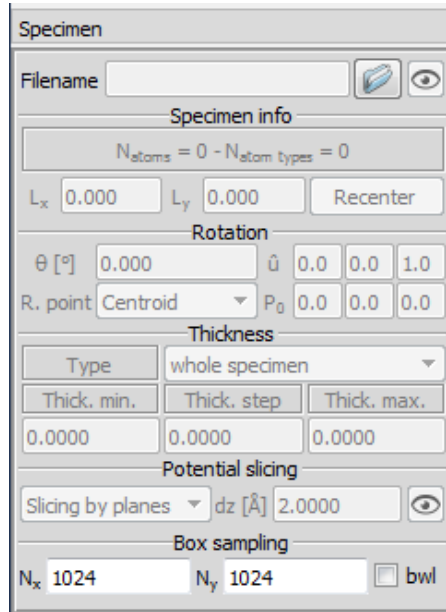 Specimen
Filename
Specimen info
Natoms = 0 - Natom types = 0
Lx 0.000 Ly 0.000 Recenter
Rotation
θ [º] 0.000 û 0.0 0.0 1.0
R. point Centroid P0 0.0 0.0 0.0
Thickness
Type whole specimen
Thick. min. Thick. step Thick. max.
0.0000 0.0000 0.0000
Potential slicing
Slicing by planes dz [Å] 2.0000
Box sampling
Nx 1024 Ny 1024 bwl